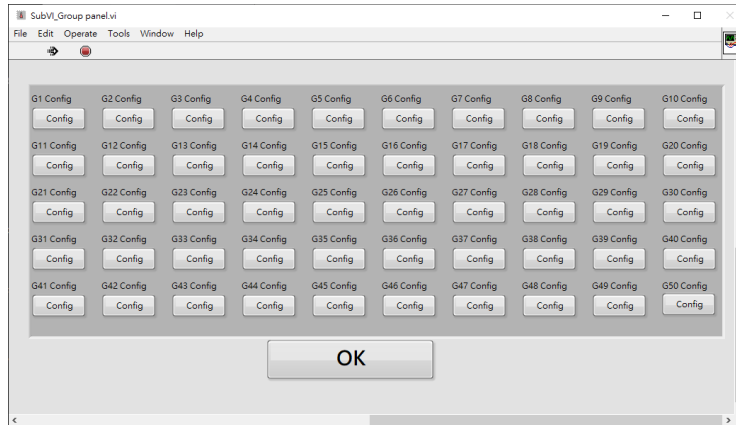 SubVI_Group panel.vi
File Edit Operate Tools Window Help
G1 Config G2 Config G3 Config G4 Config G5 Config G6 Config G7 Config G8 Config G9 Config G10 Config
Config Config Config Config Config Config Config Config Config Config
G11 Config G12 Config G13 Config G14 Config G15 Config G16 Config G17 Config G18 Config G19 Config G20 Config
Config Config Config Config Config Config Config Config Config Config
G21 Config G22 Config G23 Config G24 Config G25 Config G26 Config G27 Config G28 Config G29 Config G30 Config
Config Config Config Config Config Config Config Config Config Config
G31 Config G32 Config G33 Config G34 Config G35 Config G36 Config G37 Config G38 Config G39 Config G40 Config
Config Config Config Config Config Config Config Config Config Config
G41 Config G42 Config G43 Config G44 Config G45 Config G46 Config G47 Config G48 Config G49 Config G50 Config
Config Config Config Config Config Config Config Config Config Config
OK